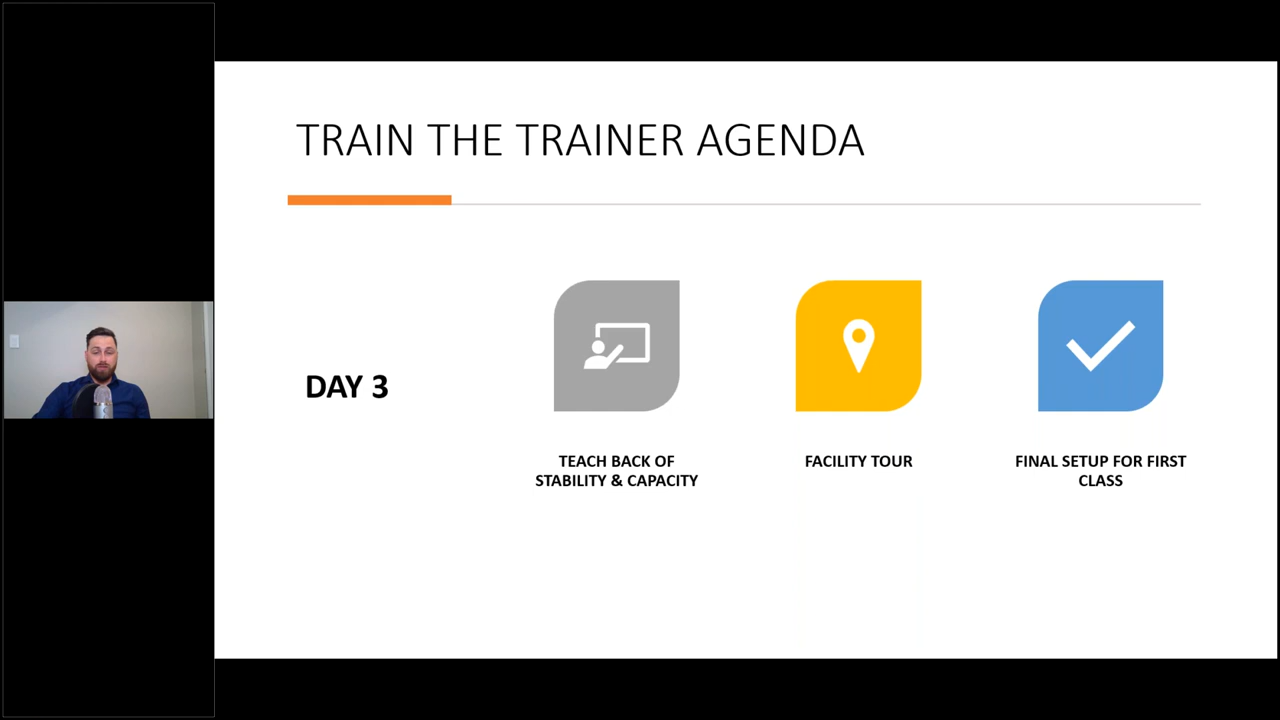 TRAIN THE TRAINER AGENDA
DAY 3
TEACH BACK OF
STABILITY & CAPACITY
FACILITY TOUR
FINAL SETUP FOR FIRST
CLASS